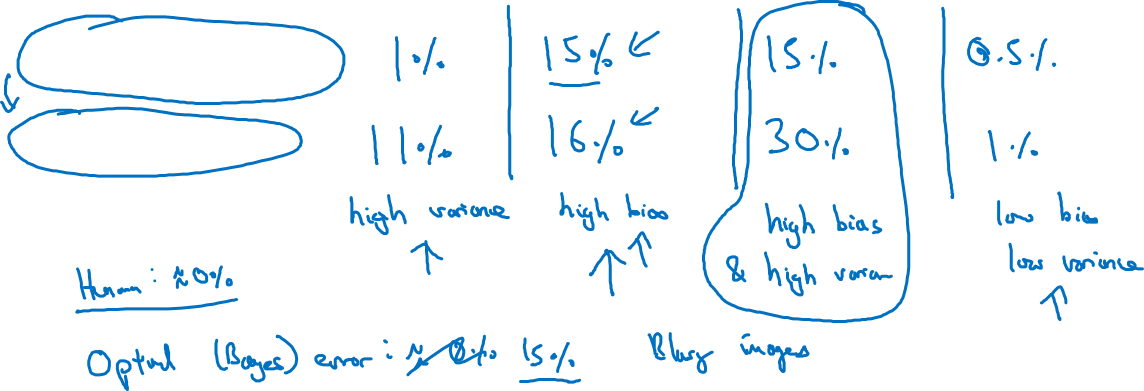 1% 15% 15% 0.5%
11% 16% 30% 1%
high variance high bias high bias low bias
& high varian low variance
Human: ≈0%
Optimal (Bayes) error: ≈ 0% 15% Blurry images